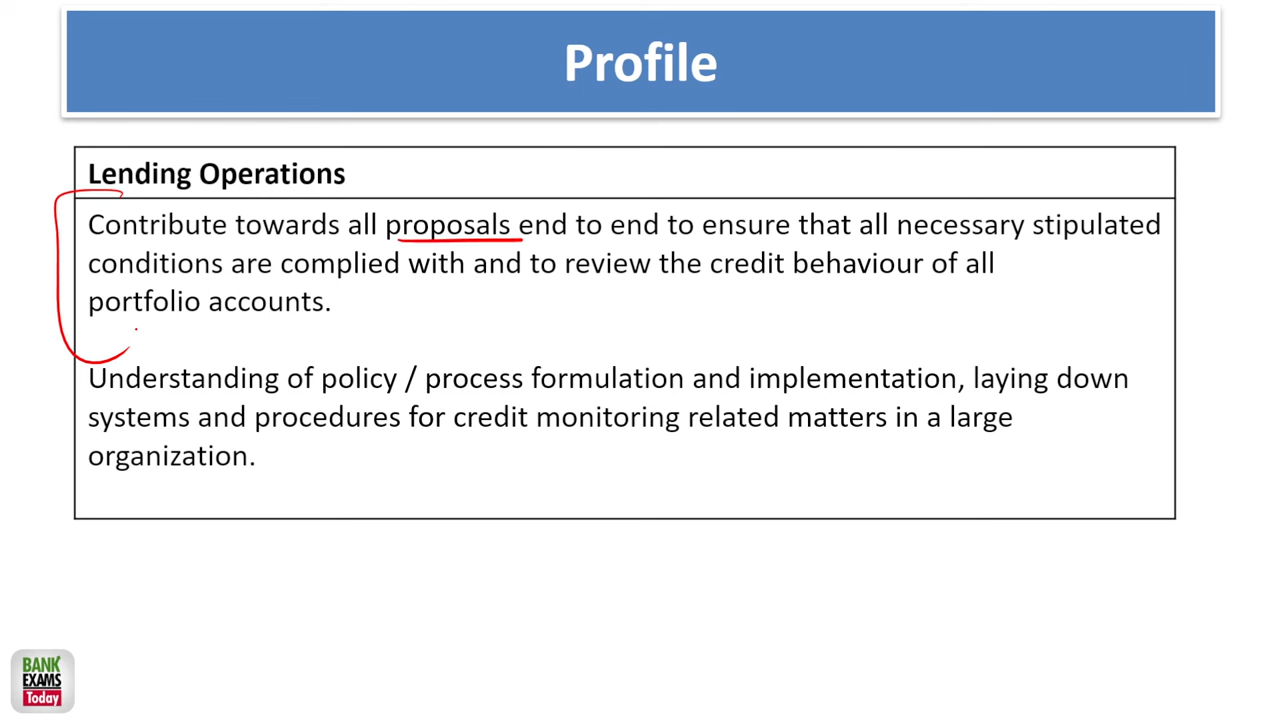 Profile
Lending Operations
Contribute towards all proposals end to end to ensure that all necessary stipulated
conditions are complied with and to review the credit behaviour of all
portfolio accounts.
Understanding of policy / process formulation and implementation, laying down
systems and procedures for credit monitoring related matters in a large
organization.
BANK
EXAMS
Today